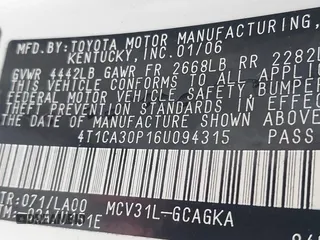 MFD. BY: TOYOTA MOTOR MANUFACTURING,
KENTUCKY, INC. 01/06
GVWR 4442LB GAWR FR 2668LB RR 2282L
THIS VEHICLE CONFORMS TO ALL APPLIC
FEDERAL MOTOR VEHICLE SAFETY, BUMPER
THEFT PREVENTION STANDARDS IN EFFE
THE DATE OF MANUFACTURE SHOWN ABOVE
4T1CA30P16U094315 PASS
TR: 071/LA00 MCV31L-GCAGKA